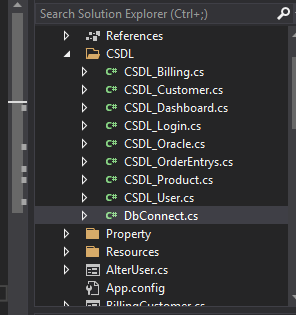 Search Solution Explorer (Ctrl+;)
References
CSDL
C# CSDL_Billing.cs
C# CSDL_Customer.cs
C# CSDL_Dashboard.cs
C# CSDL_Login.cs
C# CSDL_Oracle.cs
C# CSDL_OrderEntrys.cs
C# CSDL_Product.cs
C# CSDL_User.cs
C# DbConnect.cs
Property
Resources
AlterUser.cs
App.config
BillingCustomer.cs